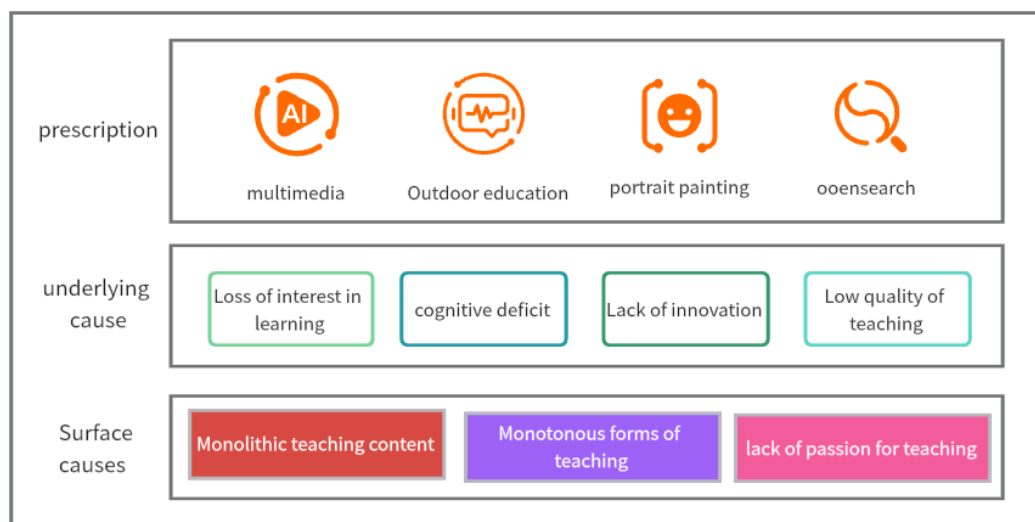 prescription
AI
multimedia
Outdoor education
portrait painting
ooensearch
underlying
cause
Loss of interest in
learning
cognitive deficit
Lack of innovation
Low quality of
teaching
Surface
causes
Monolithic teaching content
Monotonous forms of
teaching
lack of passion for teaching